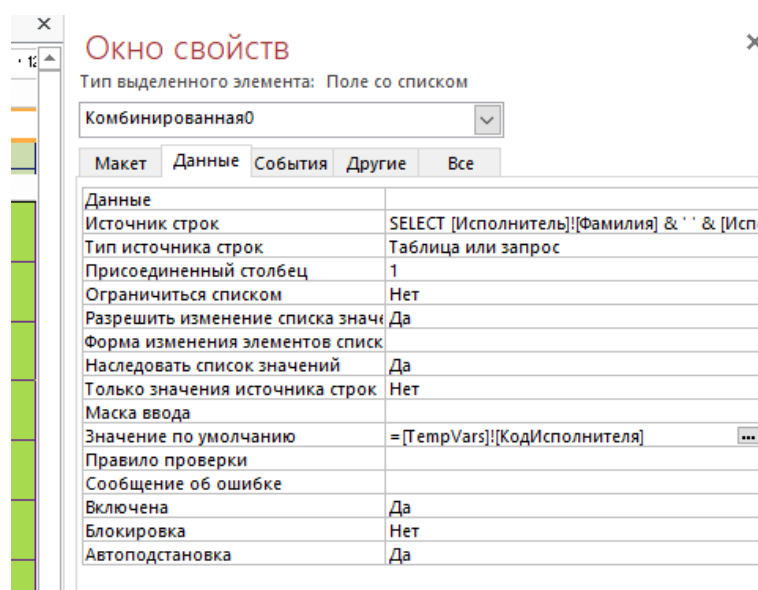 Окно свойств
Тип выделенного элемента: Поле со списком
Комбинированная0
Макет Данные События Другие Все
Данные
Источник строк SELECT [Исполнитель]![Фамилия] & ' ' & [Исп
Тип источника строк Таблица или запрос
Присоединенный столбец 1
Ограничиться списком Нет
Разрешить изменение списка значе Да
Форма изменения элементов списк
Наследовать список значений Да
Только значения источника строк Нет
Маска ввода
Значение по умолчанию =[TempVars]![КодИсполнителя]
Правило проверки
Сообщение об ошибке
Включена Да
Блокировка Нет
Автоподстановка Да